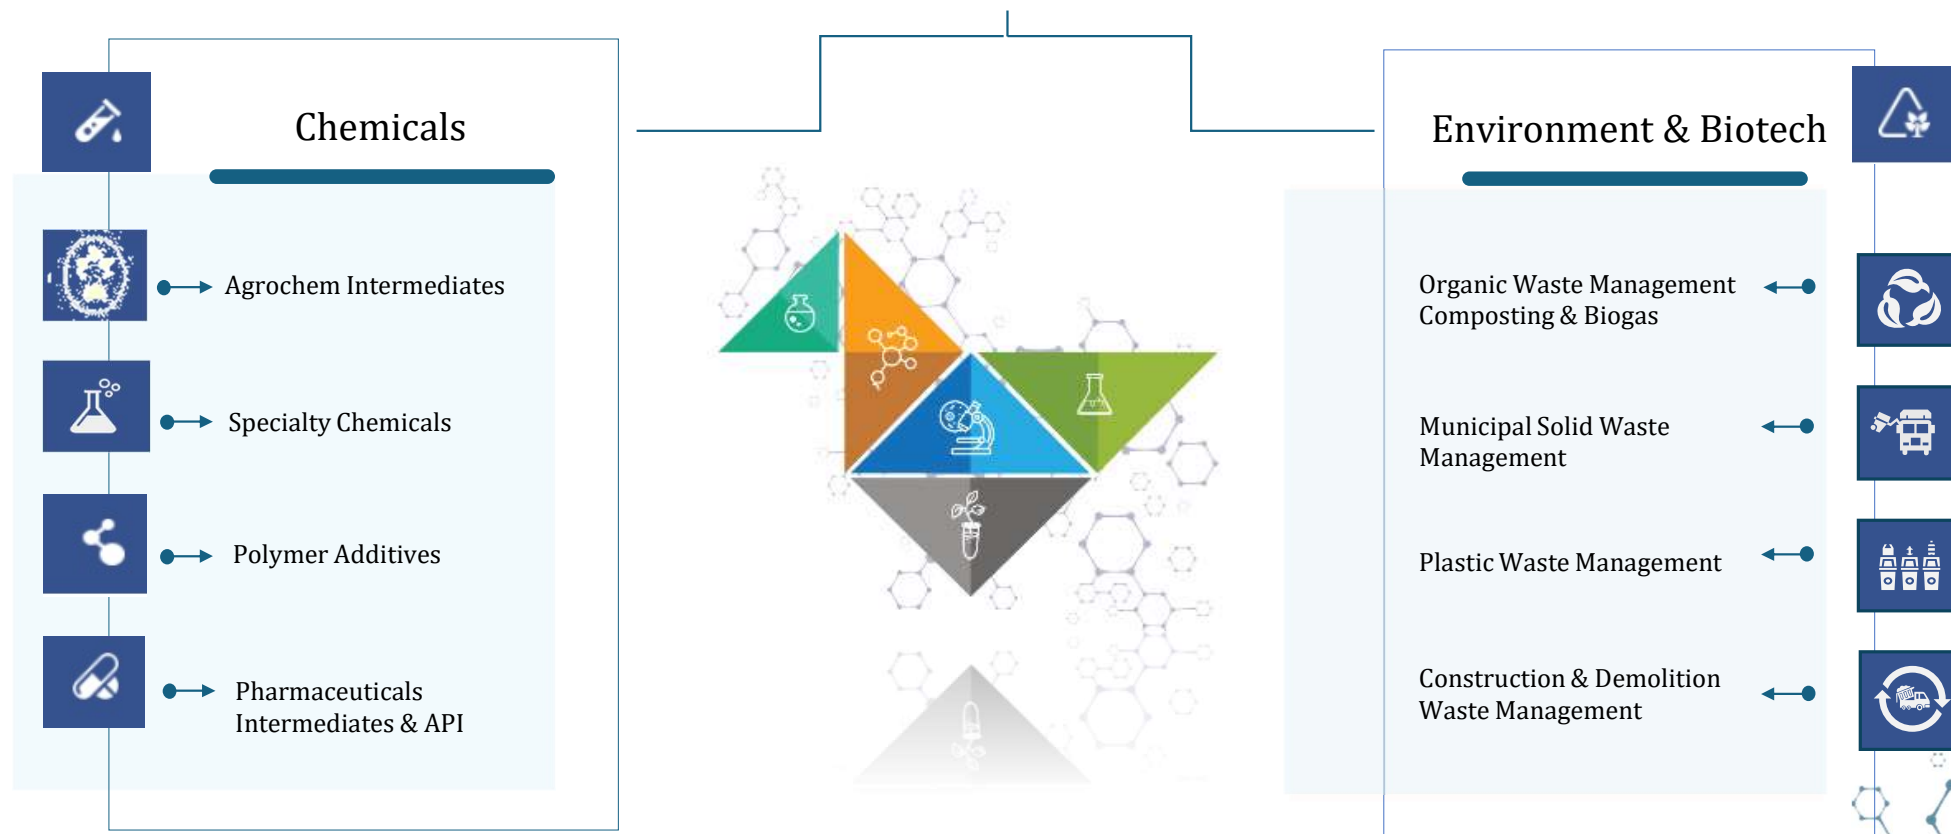 Chemicals
Agrochem Intermediates
Specialty Chemicals
Polymer Additives
Pharmaceuticals
Intermediates & API
Environment & Biotech
Organic Waste Management
Composting & Biogas
Municipal Solid Waste
Management
Plastic Waste Management
Construction & Demolition
Waste Management